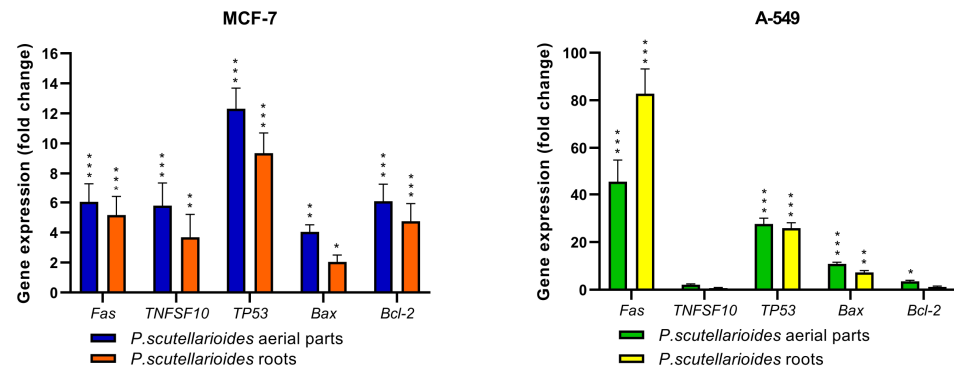 MCF-7
Gene expression (fold change)
16
14
12
10
8
6
4
2
0
* * *
* * *
* * *
* *
* * *
* * *
* *
*
* * *
* * *
Fas TNFSF10 TP53 Bax Bcl-2
P.scutellarioides aerial parts
P.scutellarioides roots
A-549
Gene expression (fold change)
100
80
60
40
20
0
* * *
* * *
* * *
* * *
* * *
* *
*
Fas TNFSF10 TP53 Bax Bcl-2
P.scutellarioides aerial parts
P.scutellarioides roots